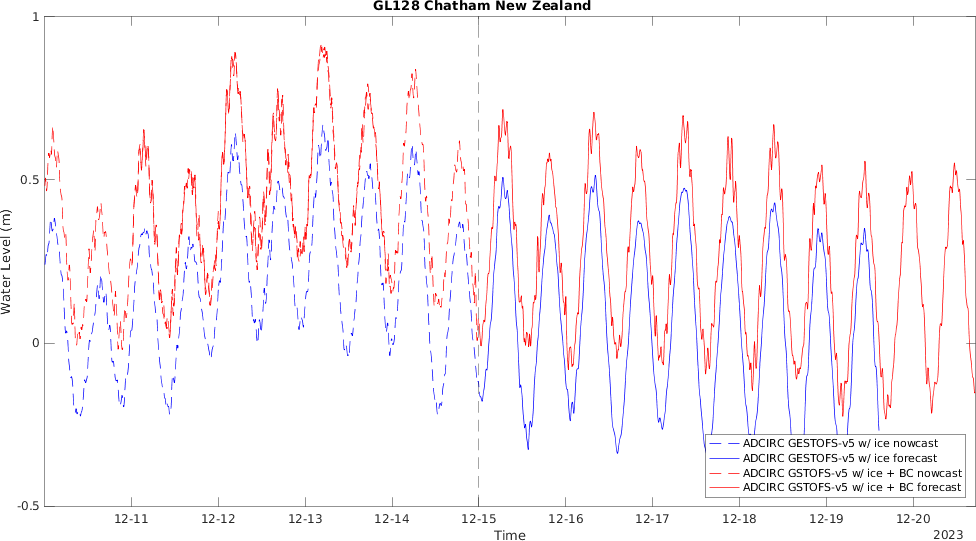 GL128 Chatham New Zealand
1
0.5
0
-0.5
Water Level (m)
12-11 12-12 12-13 12-14 12-15 12-16 12-17 12-18 12-19 12-20
Time
2023
ADCIRC GESTOFS-v5 w/ ice nowcast
ADCIRC GESTOFS-v5 w/ ice forecast
ADCIRC GSTOFS-v5 w/ ice + BC nowcast
ADCIRC GSTOFS-v5 w/ ice + BC forecast